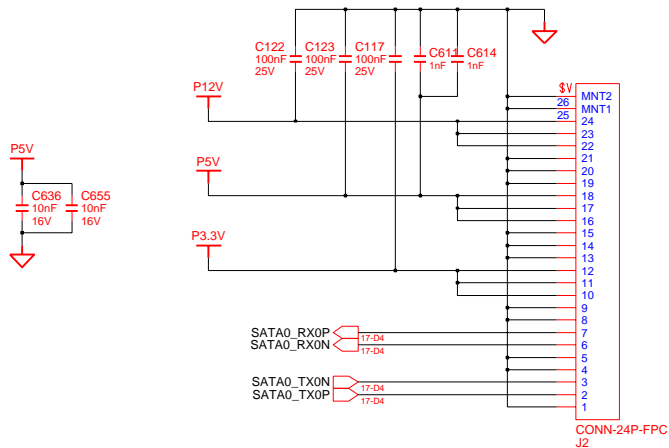 C122
100nF
25V
C123
100nF
25V
C117
100nF
25V
C611
1nF
C614
1nF
P12V
$V
MNT2
26
MNT1
25
24
23
22
21
20
19
P5V
18
17
16
15
14
13
P3.3V
12
11
10
9
8
SATA0_RX0P
17-D4
7
SATA0_RX0N
17-D4
6
5
4
SATA0_TX0N
17-D4
3
SATA0_TX0P
17-D4
2
1
CONN-24P-FPC
J2
P5V
C636
10nF
16V
C655
10nF
16V